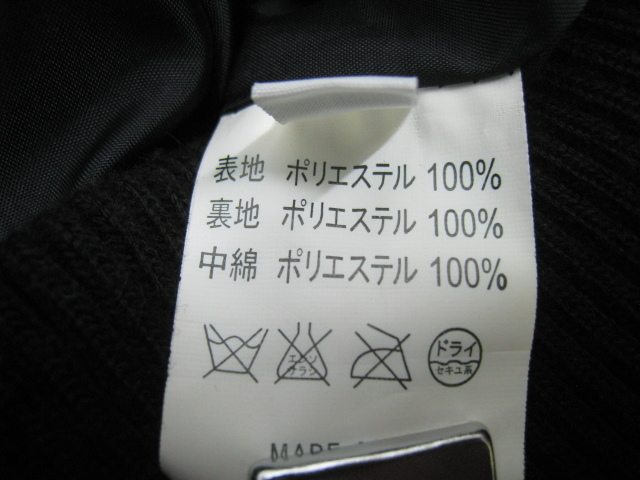 表地 ポリエステル 100%
裏地 ポリエステル 100%
中綿 ポリエステル 100%
エンソ
サラシ
ドライ
セキユ系
MADE